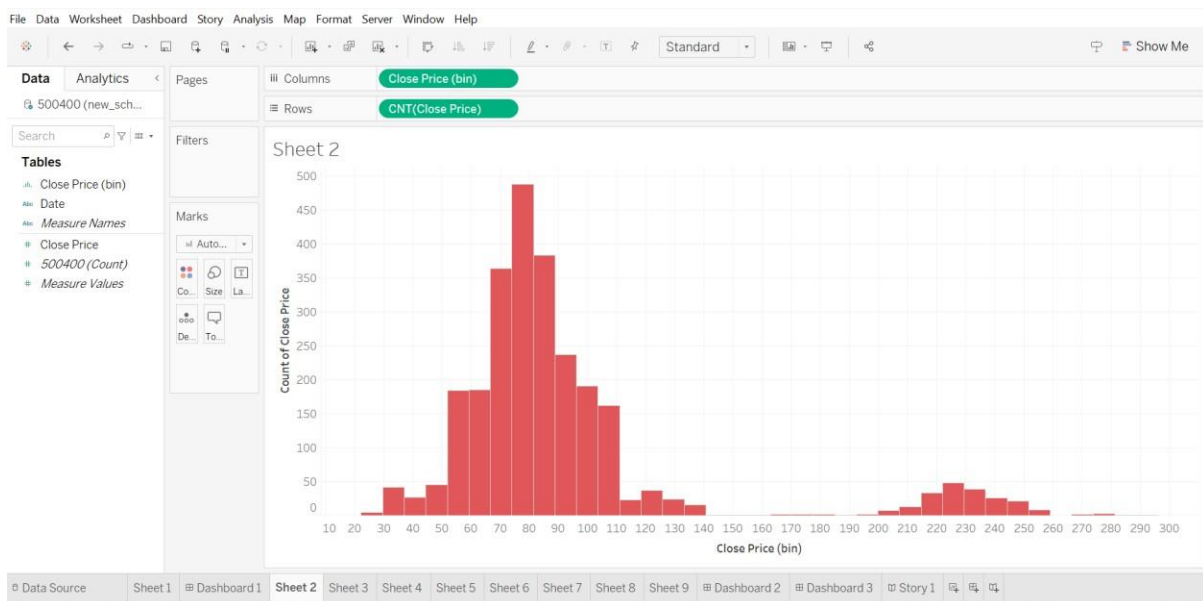 File Data Worksheet Dashboard Story Analysis Map Format Server Window Help
Standard
Show Me
Data Analytics
500400 (new_sch...
Search
Tables
Close Price (bin)
Abc Date
Abc Measure Names
# Close Price
# 500400 (Count)
# Measure Values
Pages
Filters
Marks
Auto...
Co... Size La...
De... To...
iii Columns Close Price (bin)
Rows CNT(Close Price)
Sheet 2
Count of Close Price
500
450
400
350
300
250
200
150
100
50
0
10 20 30 40 50 60 70 80 90 100 110 120 130 140 150 160 170 180 190 200 210 220 230 240 250 260 270 280 290 300
Close Price (bin)
Data Source Sheet 1 Dashboard 1 Sheet 2 Sheet 3 Sheet 4 Sheet 5 Sheet 6 Sheet 7 Sheet 8 Sheet 9 Dashboard 2 Dashboard 3 Story 1